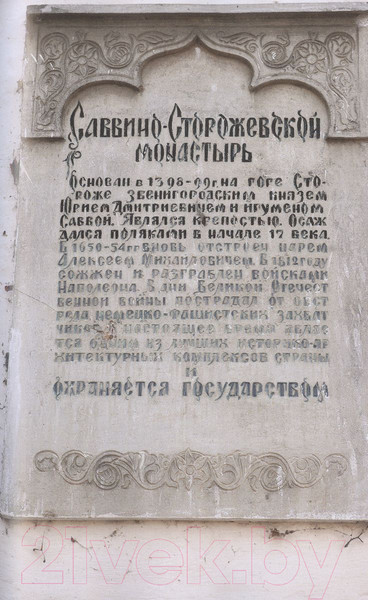 Саввино-Сторожевской
монастырь
Основан в 1398-99г. на горе Сто-
роже звенигородским князем
Юрием Дмитриевичем и игуменом
Саввой. Являлся крепостью. Осаж
дался поляками в начале 17 века.
В 1650-54гг вновь отстроен царем
Алексеем Михайловичем. В 1812 году
сожжен и разграблен войсками
Наполеона. В дни Великой Отечест
венной войны пострадал от обст
рела немецко-фашистских захват
чиков. В настоящее время являе
тся одним из лучших историко-ар
хитектурных комплексов страны
и
охраняется государством
21vek.by